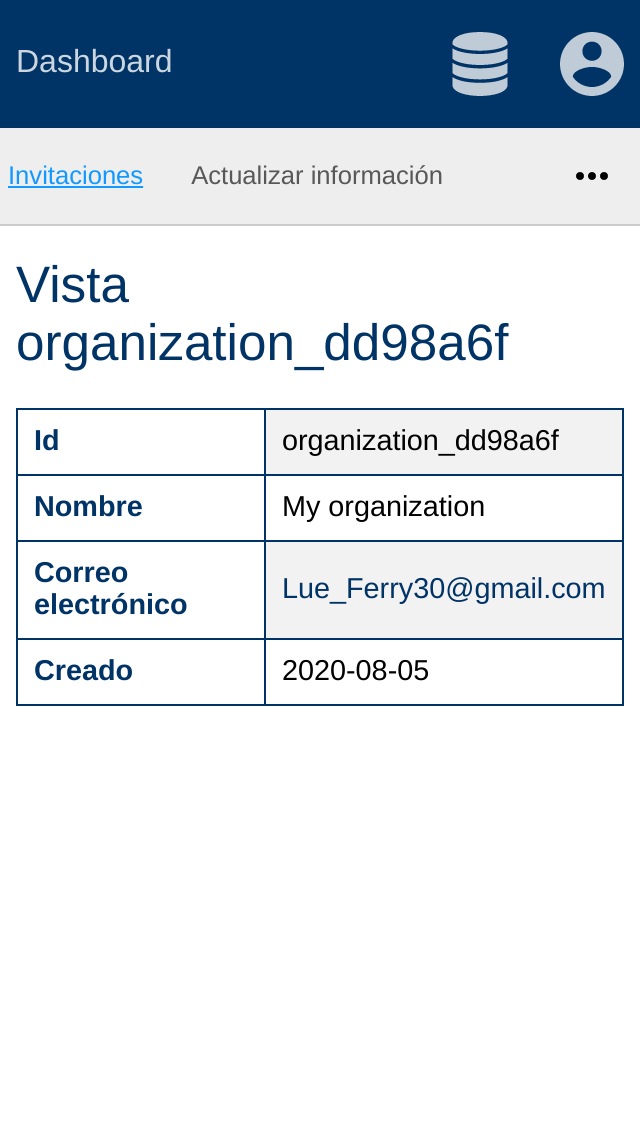 Dashboard
Invitaciones Actualizar información
Vista
organization_dd98a6f
Id organization_dd98a6f
Nombre My organization
Correo
electrónico Lue_Ferry30@gmail.com
Creado 2020-08-05